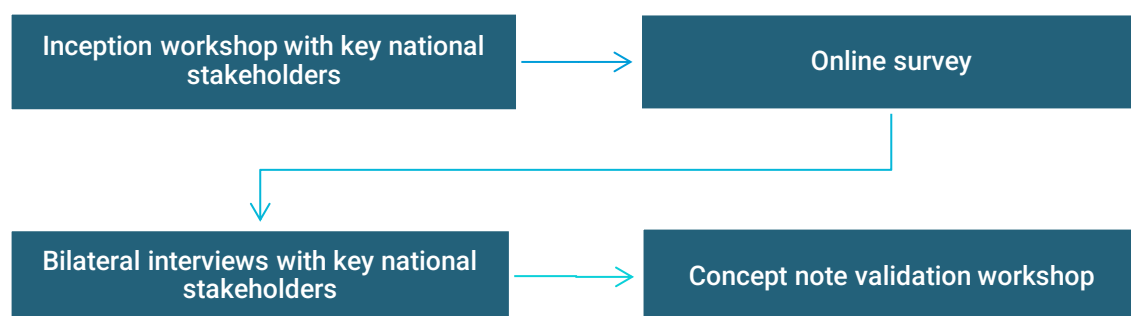 Inception workshop with key national
stakeholders
Online survey
Bilateral interviews with key national
stakeholders
Concept note validation workshop